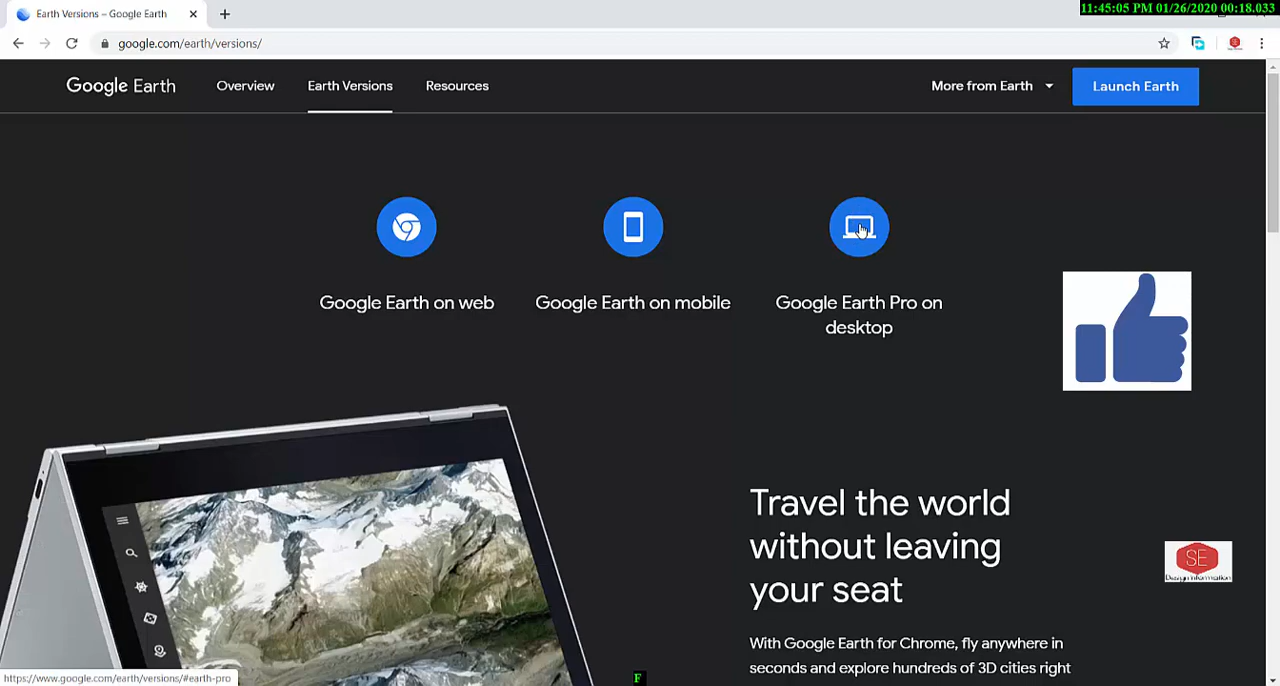 Earth Versions – Google Earth
11:45:05 PM 01/26/2020 00:18.033
google.com/earth/versions/
Google Earth
Overview
Earth Versions
Resources
More from Earth
Launch Earth
Google Earth on web
Google Earth on mobile
Google Earth Pro on
desktop
Travel the world
without leaving
your seat
SE
Design Information
With Google Earth for Chrome, fly anywhere in
seconds and explore hundreds of 3D cities right
https://www.google.com/earth/versions/#earth-pro
F